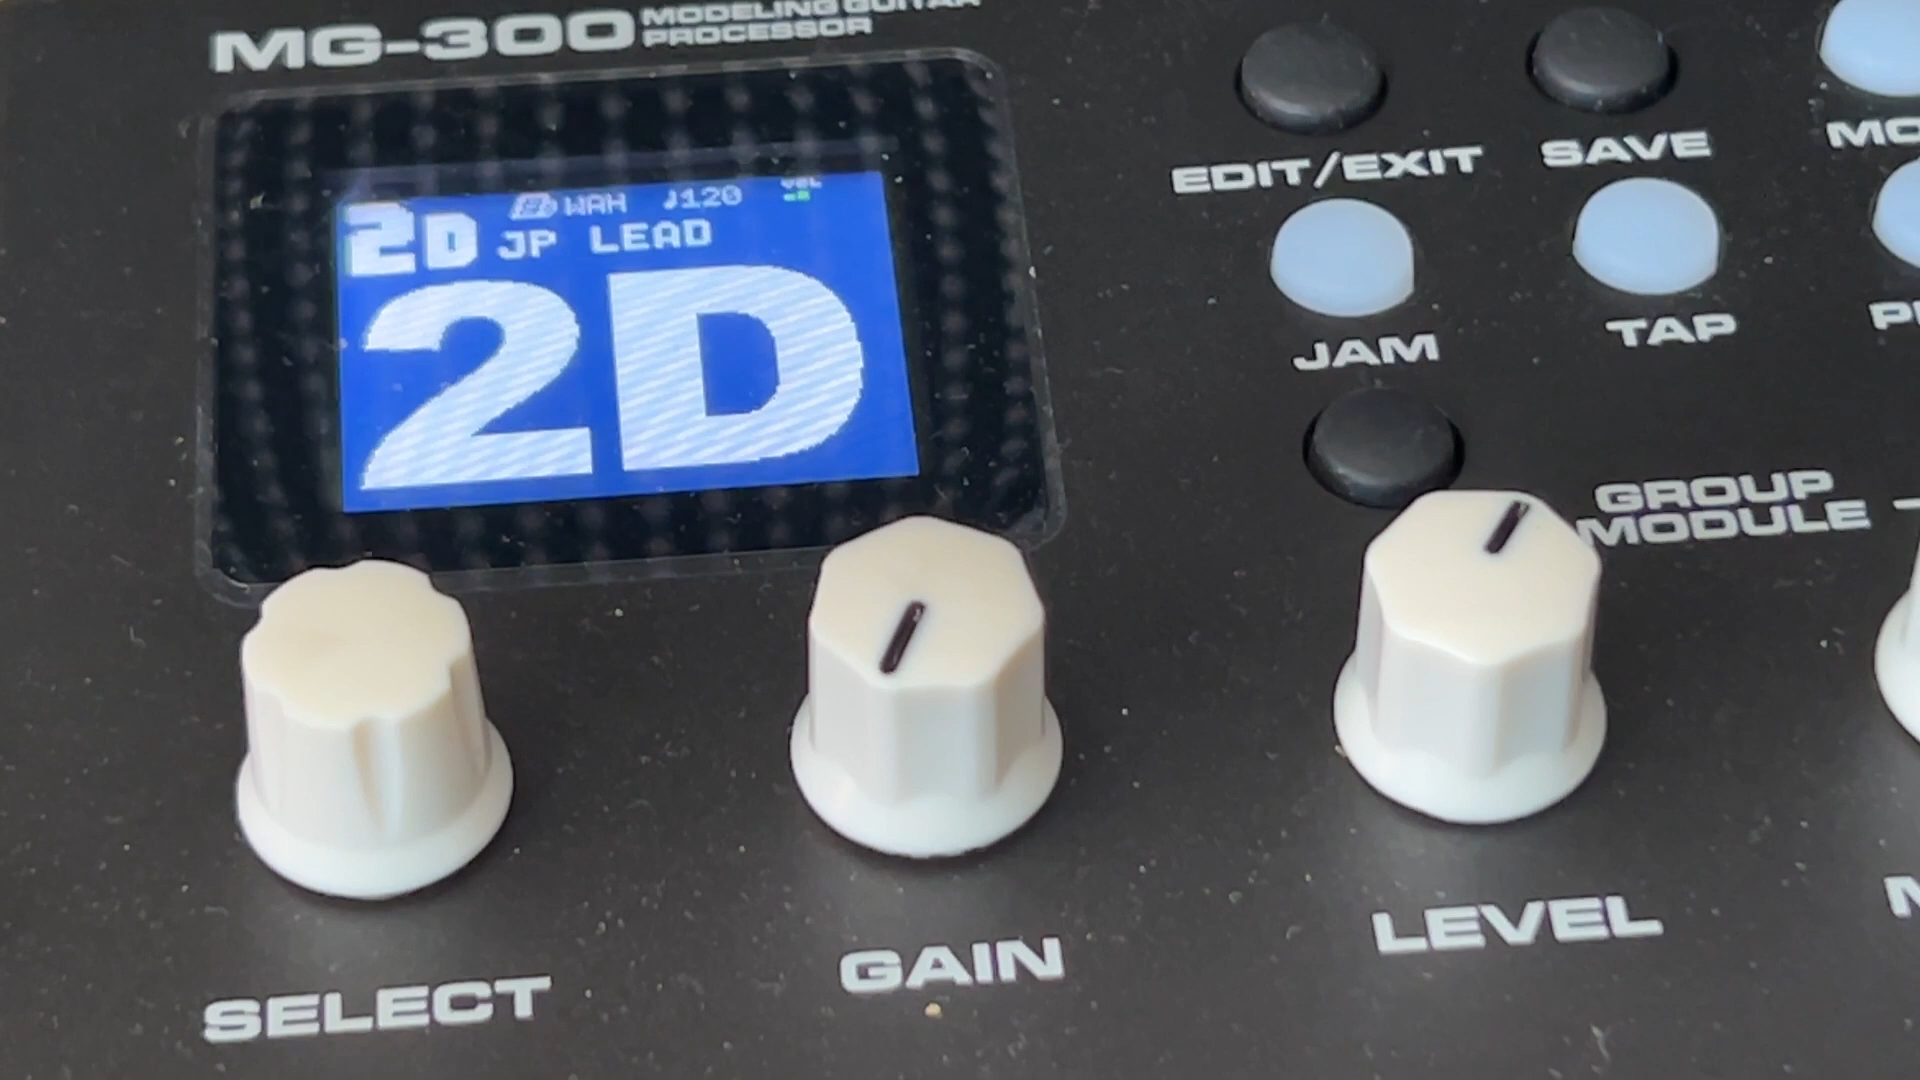 MG-300 MODELING GUITAR
PROCESSOR
2D WAH ♩120 VOL
JP LEAD
2D
EDIT/EXIT SAVE
JAM TAP
GROUP
MODULE
SELECT GAIN LEVEL